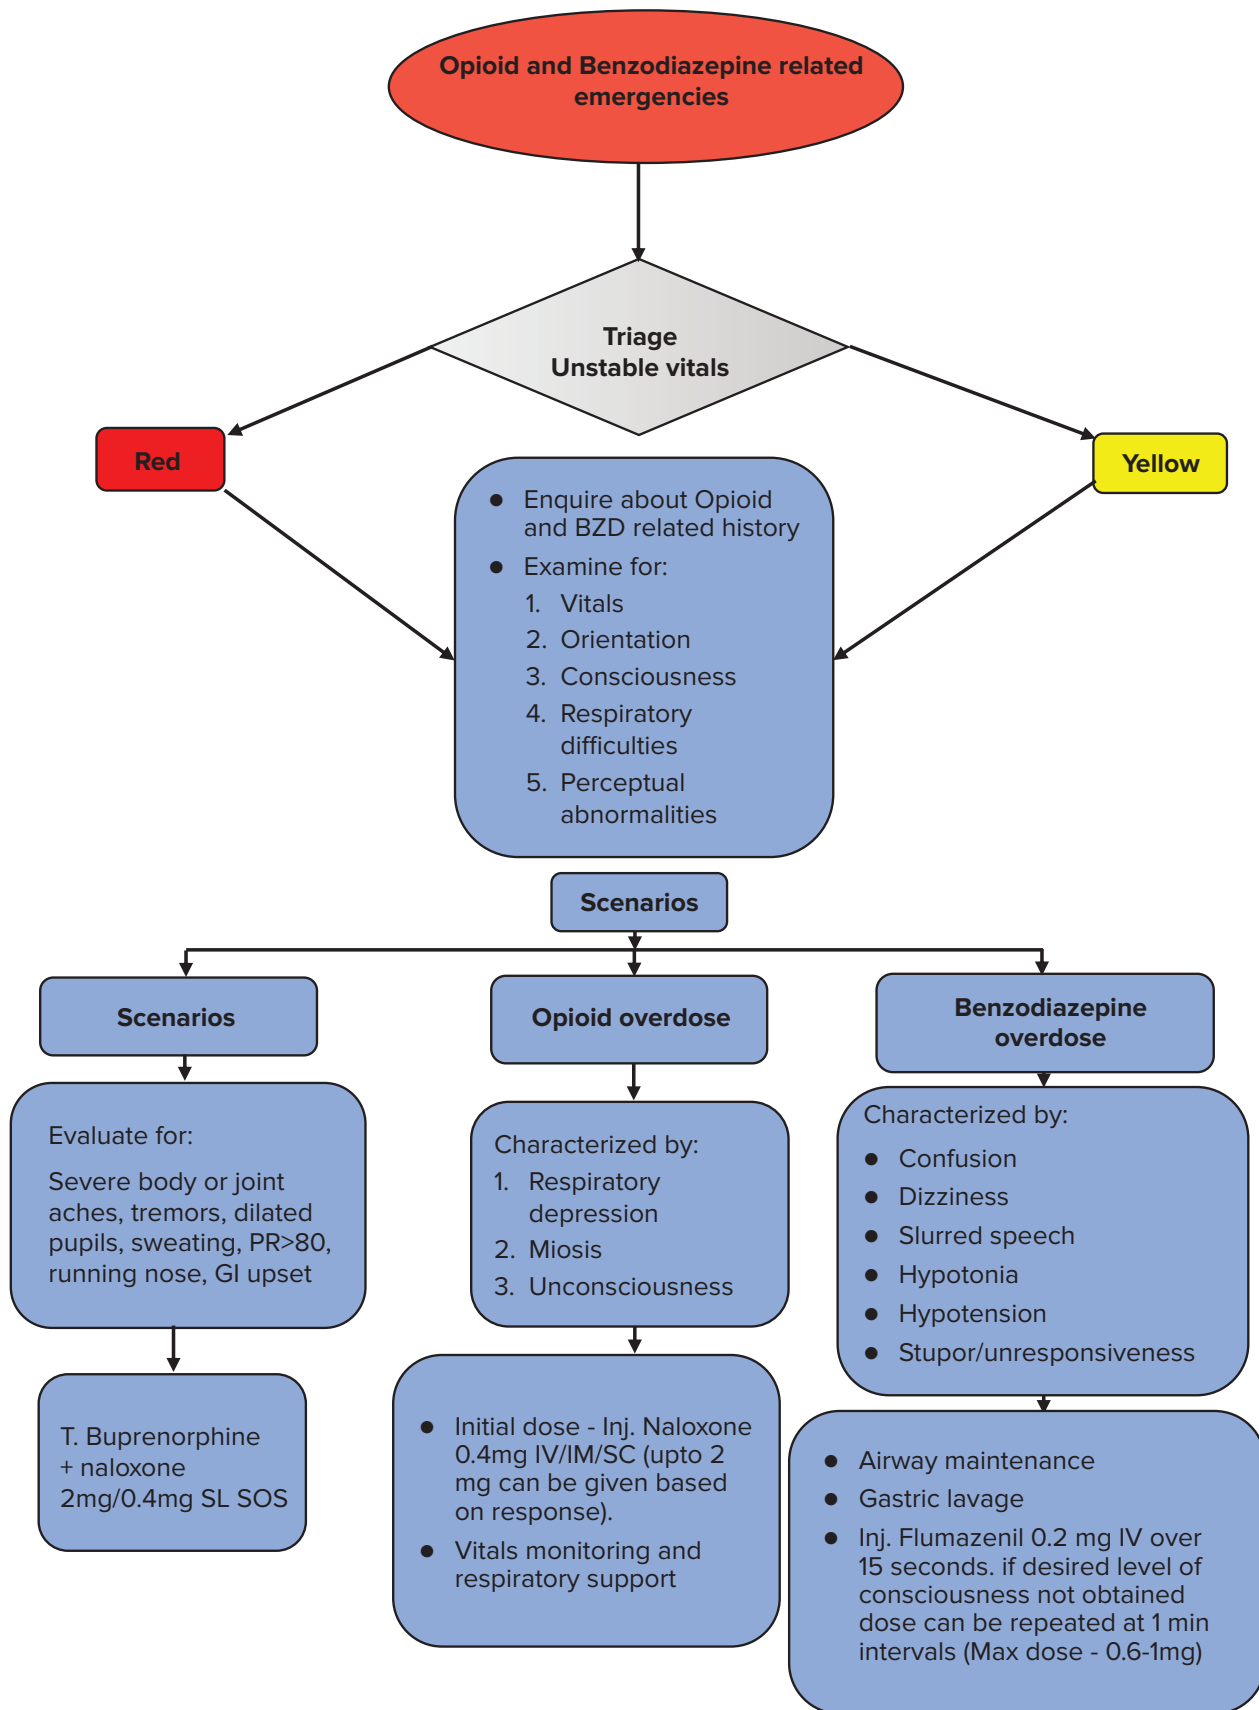 Opioid and Benzodiazepine related
emergencies
Triage
Unstable vitals
Red
Yellow
● Enquire about Opioid
and BZD related history
● Examine for:
1. Vitals
2. Orientation
3. Consciousness
4. Respiratory
difficulties
5. Perceptual
abnormalities
Scenarios
Scenarios
Evaluate for:
Severe body or joint
aches, tremors, dilated
pupils, sweating, PR>80,
running nose, GI upset
T. Buprenorphine
+ naloxone
2mg/0.4mg SL SOS
Opioid overdose
Characterized by:
1. Respiratory
depression
2. Miosis
3. Unconsciousness
● Initial dose - Inj. Naloxone
0.4mg IV/IM/SC (upto 2
mg can be given based
on response).
● Vitals monitoring and
respiratory support
Benzodiazepine
overdose
Characterized by:
● Confusion
● Dizziness
● Slurred speech
● Hypotonia
● Hypotension
● Stupor/unresponsiveness
● Airway maintenance
● Gastric lavage
● Inj. Flumazenil 0.2 mg IV over
15 seconds. if desired level of
consciousness not obtained
dose can be repeated at 1 min
intervals (Max dose - 0.6-1mg)